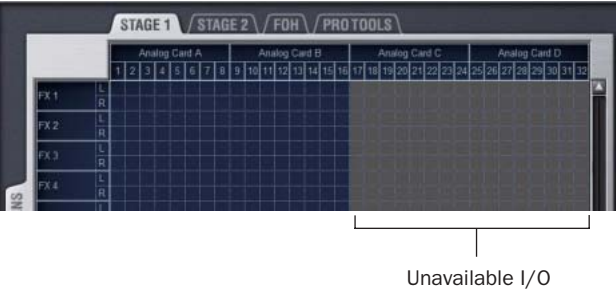 STAGE 1 STAGE 2 FOH PRO TOOLS
Analog Card A Analog Card B Analog Card C Analog Card D
1 2 3 4 5 6 7 8 9 10 11 12 13 14 15 16 17 18 19 20 21 22 23 24 25 26 27 28 29 30 31 32
FX 1 L
R
FX 2 L
R
FX 3 L
R
FX 4 L
R
L
NS
Unavailable I/O